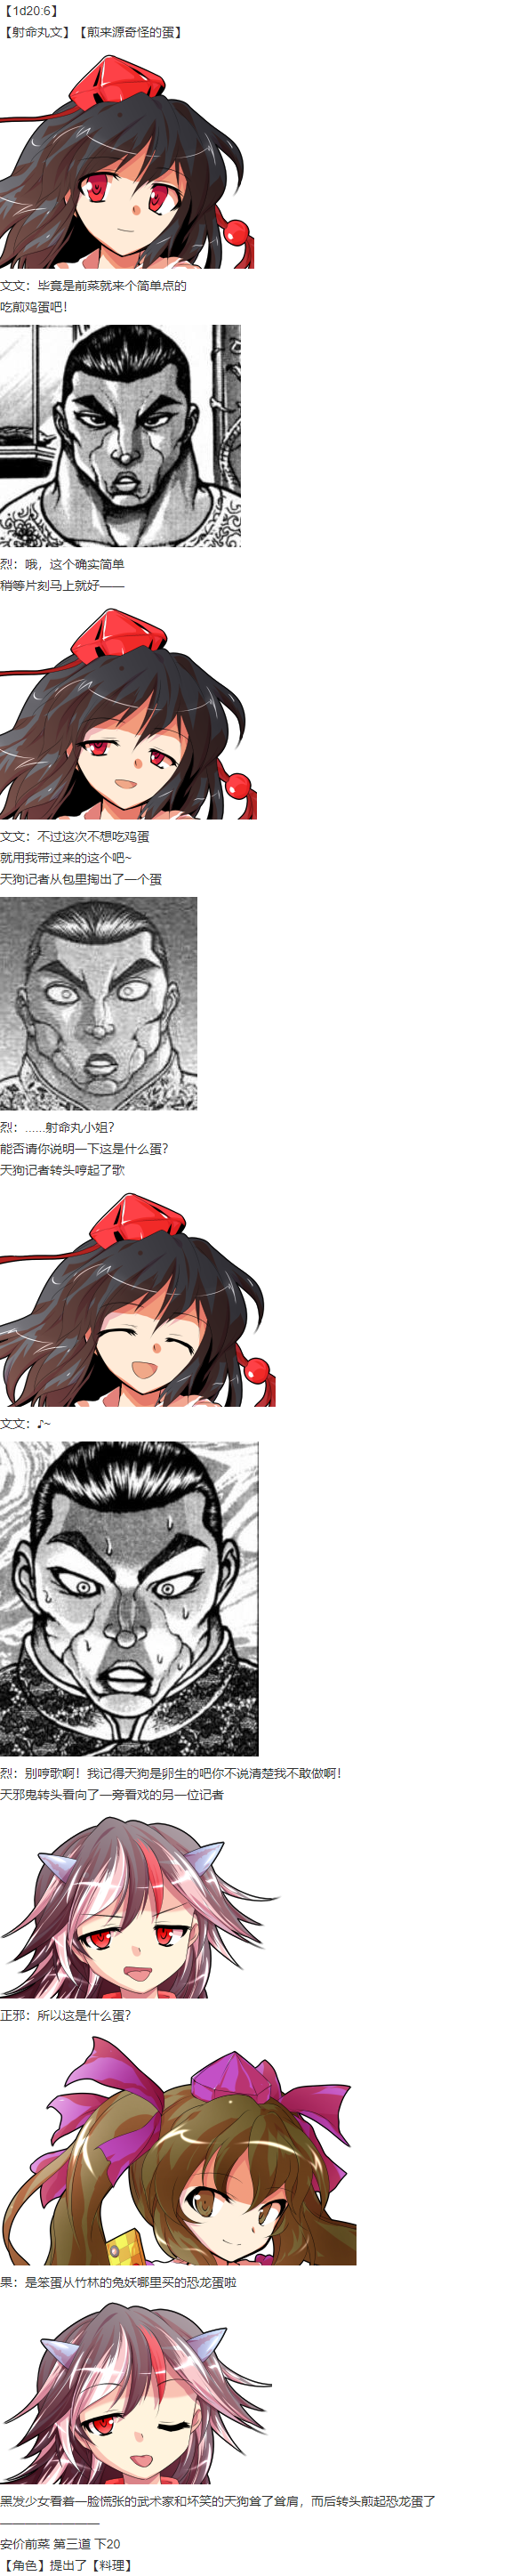 【1d20:6】
【射命丸文】【煎来源奇怪的蛋】
文文：毕竟是前菜就来个简单点的
吃煎鸡蛋吧！
烈：哦，这个确实简单
稍等片刻马上就好——
文文：不过这次不想吃鸡蛋
就用我带过来的这个吧~
天狗记者从包里掏出了一个蛋
烈：......射命丸小姐？
能否请你说明一下这是什么蛋？
天狗记者转头哼起了歌
文文：♪~
烈：别哼歌啊！我记得天狗是卵生的吧你不说清楚我不敢做啊！
天邪鬼转头看向了一旁看戏的另一位记者
正邪：所以这是什么蛋？
果：是笨蛋从竹林的兔妖哪里买的恐龙蛋啦
黑发少女看着一脸慌张的武术家和坏笑的天狗耸了耸肩，而后转头煎起恐龙蛋了
————————
安价前菜 第三道 下20
【角色】提出了【料理】